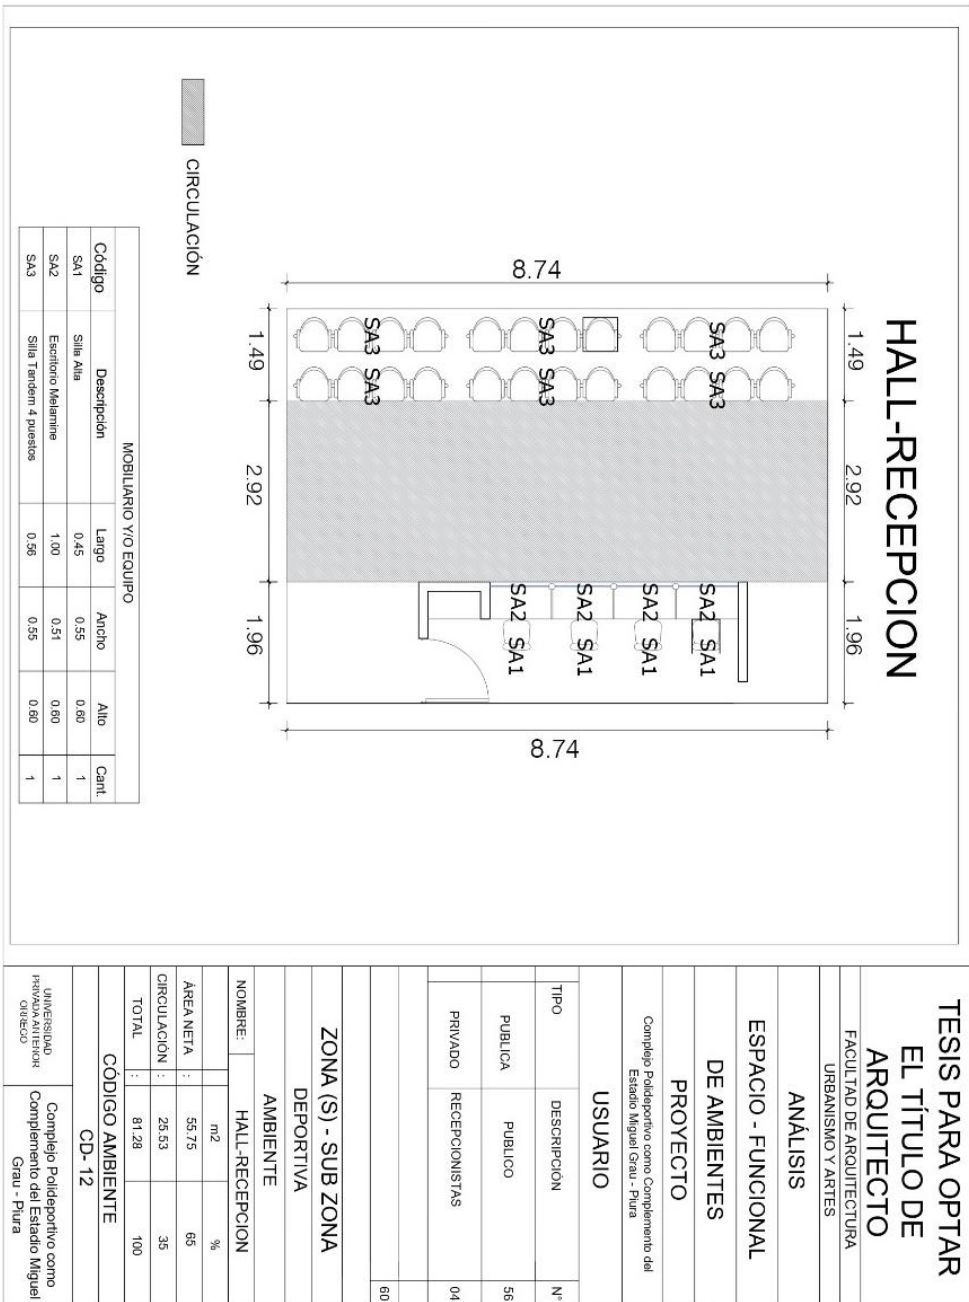 HALL-RECEPCION
8.74
1.49
2.92
1.96
SA3
SA3
SA3
SA3
SA3
SA3
SA2
SA2
SA2
SA2
SA1
SA1
SA1
SA1
1.49
2.92
1.96
8.74
CIRCULACIÓN
MOBILIARIO Y/O EQUIPO
Código Descripción Largo Ancho Alto Cant.
SA1 Silla Alta 0.45 0.55 0.80 1
SA2 Escritorio Melamine 1.00 0.51 0.60 1
SA3 Silla Tandem 4 puestos 0.56 0.55 0.60 1
TESIS PARA OPTAR
EL TÍTULO DE
ARQUITECTO
FACULTAD DE ARQUITECTURA
URBANISMO Y ARTES
ANÁLISIS
ESPACIO - FUNCIONAL
DE AMBIENTES
PROYECTO
Complejo Polideportivo como Complemento del
Estadio Miguel Grau - Piura
USUARIO
TIPO DESCRIPCIÓN N°
PUBLICA PUBLICO 56
PRIVADO RECEPCIONISTAS 04
60
ZONA (S) - SUB ZONA
DEPORTIVA
AMBIENTE
NOMBRE: HALL-RECEPCION
m2 %
ÁREA NETA : 55.75 65
CIRCULACIÓN : 25.53 35
TOTAL : 81.28 100
CÓDIGO AMBIENTE
CD- 12
UNIVERSIDAD
PRIVADA ANTENOR
ORREGO
Complejo Polideportivo como
Complemento del Estadio Miguel
Grau - Piura